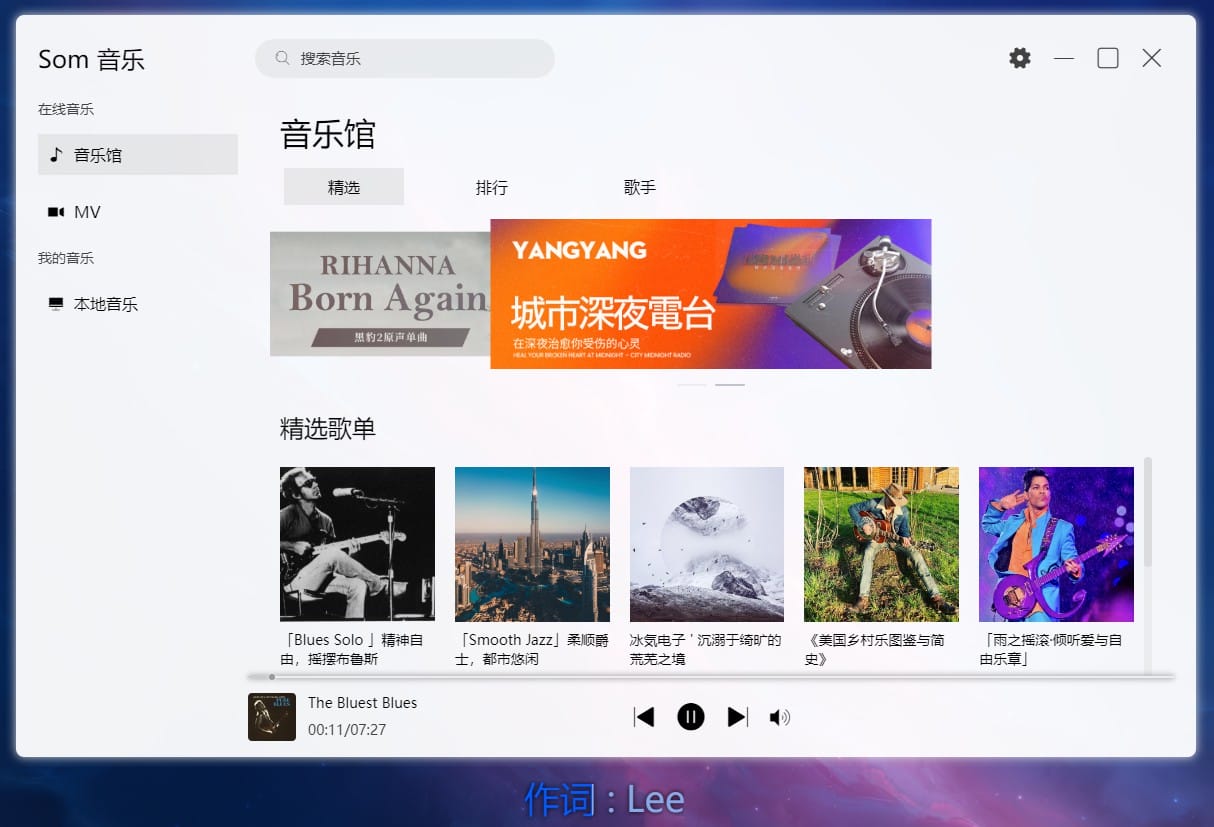 Som 音乐
搜索音乐
在线音乐
音乐馆
MV
我的音乐
本地音乐
音乐馆
精选
排行
歌手
RIHANNA
Born Again
黑豹2原声单曲
YANGYANG
城市深夜電台
在深夜治愈你受伤的心灵
HEAL YOUR BROKEN HEART AT MIDNIGHT - CITY MIDNIGHT RADIO
精选歌单
「Blues Solo 」精神自
由，摇摆布鲁斯
「Smooth Jazz」柔顺爵
士，都市悠闲
冰氣电子 ' 沉溺于绮旷的
荒芜之境
《美国乡村乐图鉴与简
史》
「雨之摇滚·倾听爱与自
由乐章」
The Bluest Blues
00:11/07:27
作词 : Lee